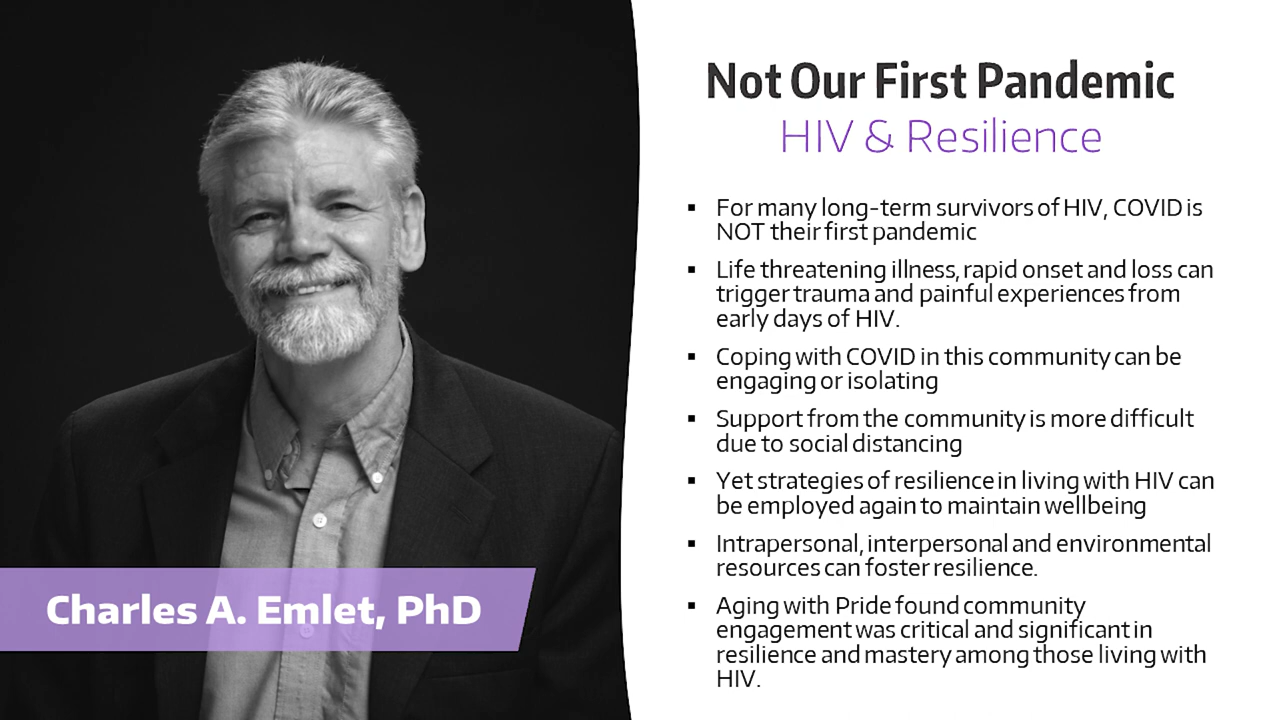 Not Our First Pandemic
HIV & Resilience
▪ For many long-term survivors of HIV, COVID is
NOT their first pandemic
▪ Life threatening illness, rapid onset and loss can
trigger trauma and painful experiences from
early days of HIV.
▪ Coping with COVID in this community can be
engaging or isolating
▪ Support from the community is more difficult
due to social distancing
▪ Yet strategies of resilience in living with HIV can
be employed again to maintain wellbeing
▪ Intrapersonal, interpersonal and environmental
resources can foster resilience.
▪ Aging with Pride found community
engagement was critical and significant in
resilience and mastery among those living with
HIV.
Charles A. Emlet, PhD